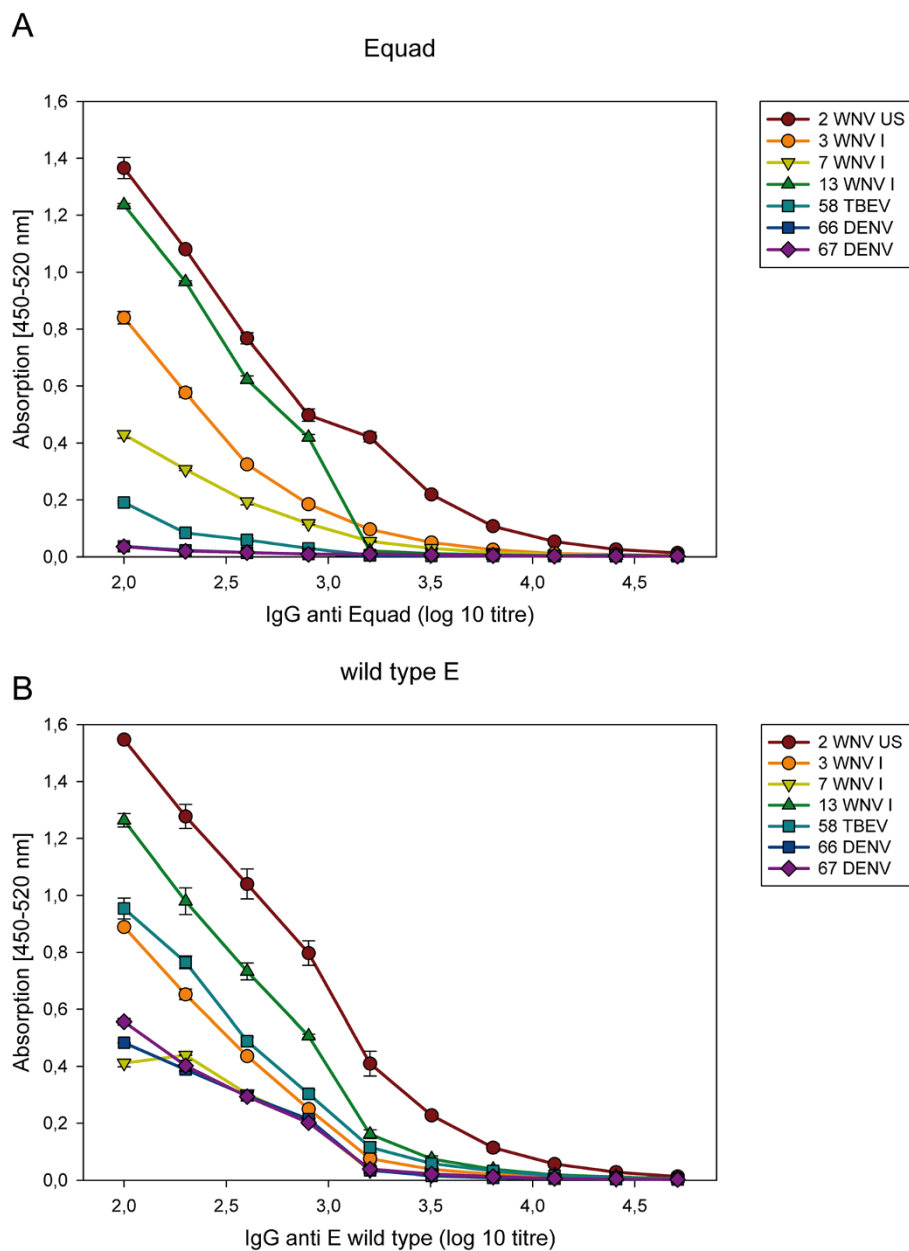 A
Equad
1,6
1,4
1,2
1,0
0,8
0,6
0,4
0,2
0,0
Absorption [450-520 nm]
2,0 2,5 3,0 3,5 4,0 4,5
IgG anti Equad (log 10 titre)
2 WNV US
3 WNV I
7 WNV I
13 WNV I
58 TBEV
66 DENV
67 DENV
wild type E
B
1,6
1,4
1,2
1,0
0,8
0,6
0,4
0,2
0,0
Absorption [450-520 nm]
2,0 2,5 3,0 3,5 4,0 4,5
IgG anti E wild type (log 10 titre)
2 WNV US
3 WNV I
7 WNV I
13 WNV I
58 TBEV
66 DENV
67 DENV